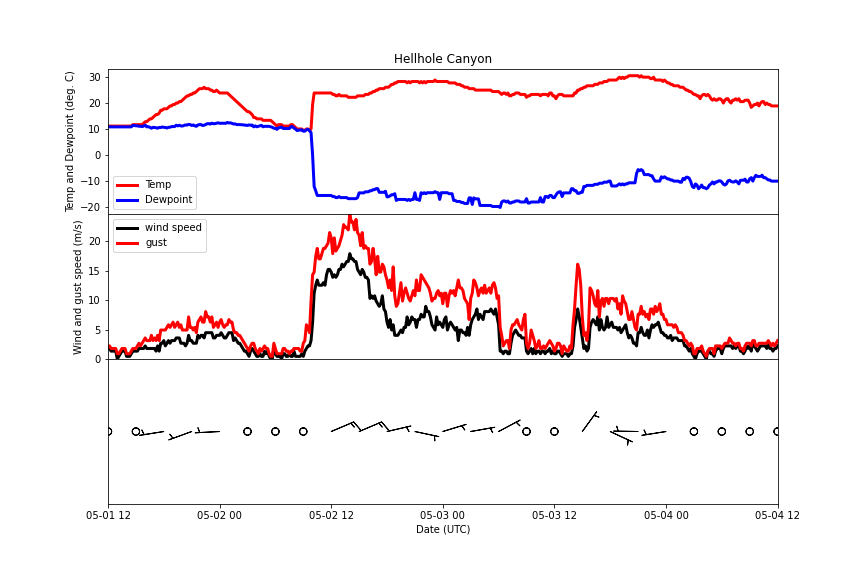 Hellhole Canyon
Temp and Dewpoint (deg. C)
30
20
10
0
−10
−20
Temp
Dewpoint
Wind and gust speed (m/s)
20
15
10
5
0
wind speed
gust
05-01 12
05-02 00
05-02 12
05-03 00
05-03 12
05-04 00
05-04 12
Date (UTC)